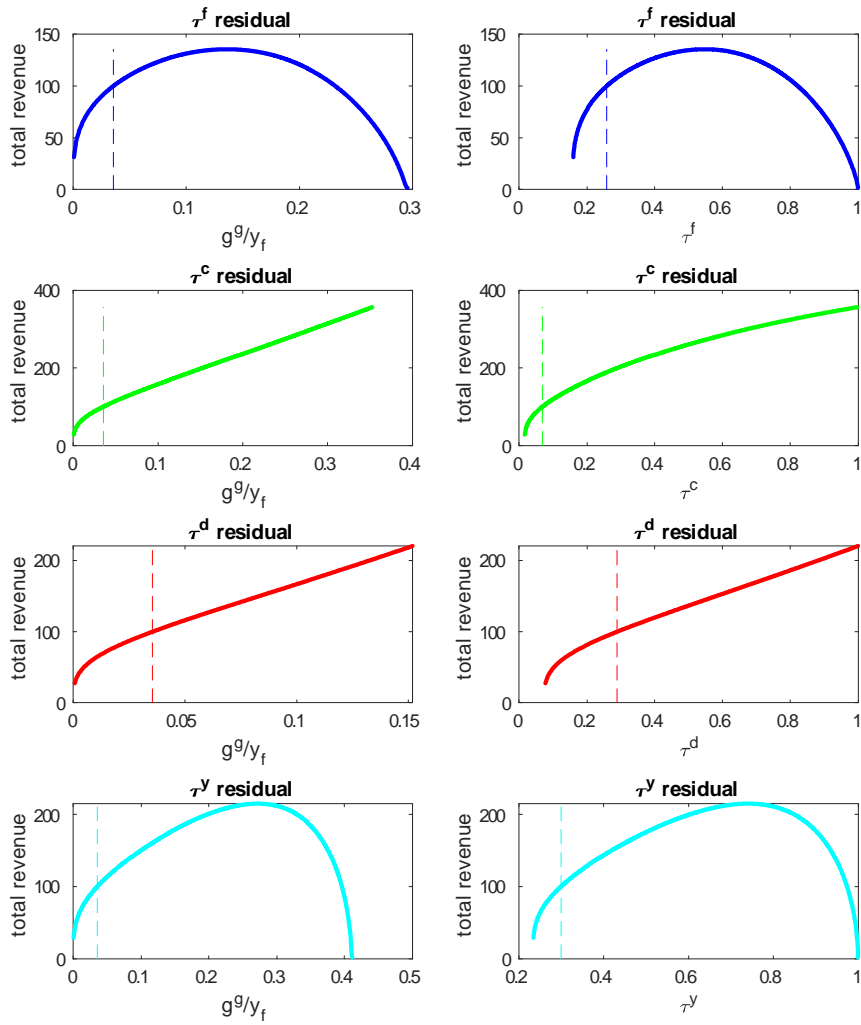 τ^f residual
total revenue
150
100
50
0
0 0.1 0.2 0.3
g^g/y_f
τ^f residual
total revenue
150
100
50
0
0 0.2 0.4 0.6 0.8 1
τ^f
τ^c residual
total revenue
400
200
0
0 0.1 0.2 0.3 0.4
g^g/y_f
τ^c residual
total revenue
400
200
0
0 0.2 0.4 0.6 0.8 1
τ^c
τ^d residual
total revenue
200
100
0
0 0.05 0.1 0.15
g^g/y_f
τ^d residual
total revenue
200
100
0
0 0.2 0.4 0.6 0.8 1
τ^d
τ^y residual
total revenue
200
100
0
0 0.1 0.2 0.3 0.4 0.5
g^g/y_f
τ^y residual
total revenue
200
100
0
0.2 0.4 0.6 0.8 1
τ^y